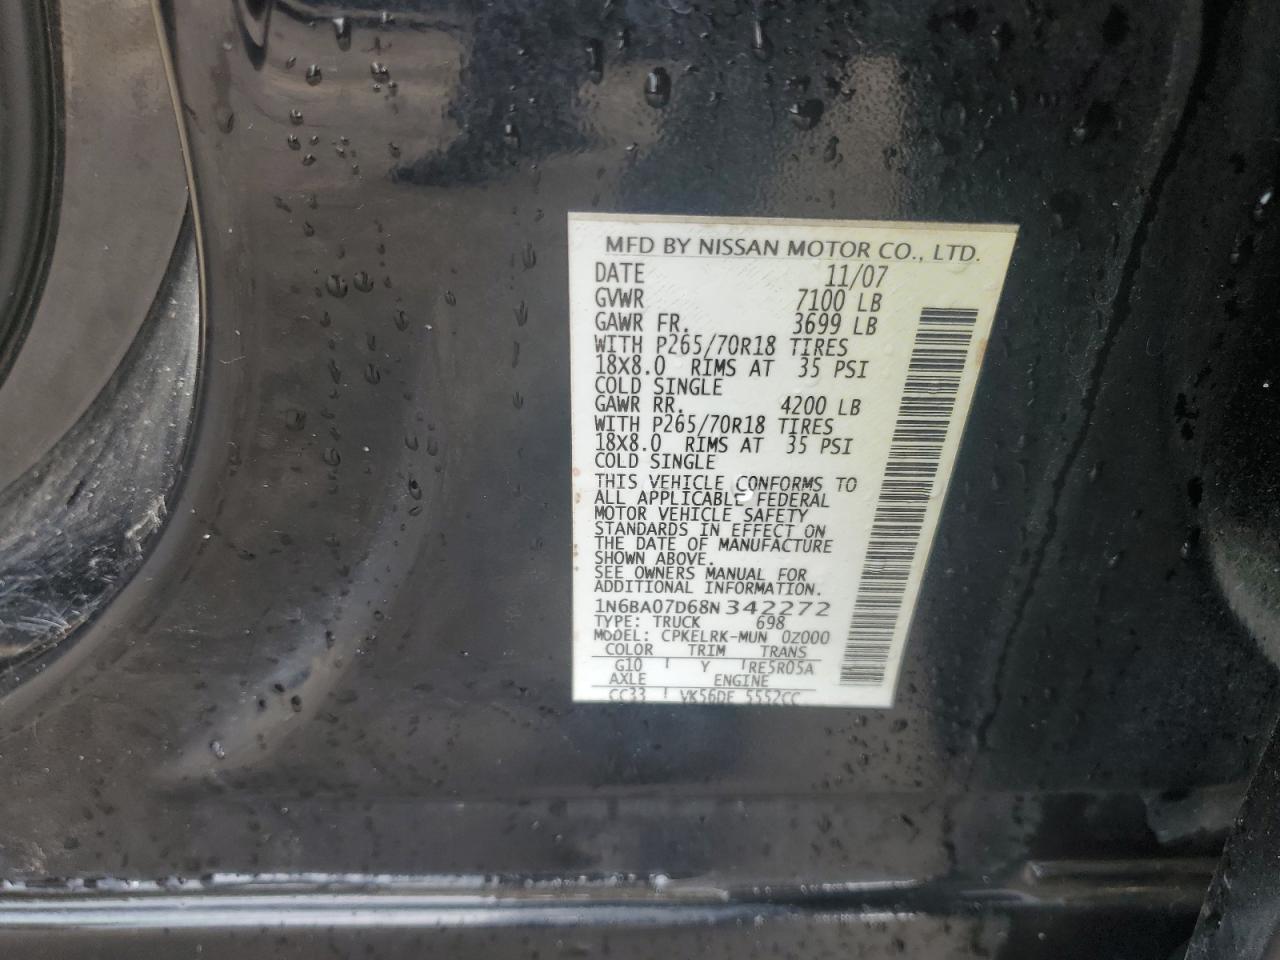 MFD BY NISSAN MOTOR CO., LTD.
DATE 11/07
GVWR 7100 LB
GAWR FR. 3699 LB
WITH P265/70R18 TIRES
18X8.0 RIMS AT 35 PSI
COLD SINGLE
GAWR RR. 4200 LB
WITH P265/70R18 TIRES
18X8.0 RIMS AT 35 PSI
COLD SINGLE
THIS VEHICLE CONFORMS TO
ALL APPLICABLE FEDERAL
MOTOR VEHICLE SAFETY
STANDARDS IN EFFECT ON
THE DATE OF MANUFACTURE
SHOWN ABOVE.
SEE OWNERS MANUAL FOR
ADDITIONAL INFORMATION.
1N6BA07D68N342272
TYPE: TRUCK 698
MODEL: CPKELRK-MUN 0Z000
COLOR TRIM TRANS
G10 Y RE5R05A
AXLE ENGINE
CC33 VK56DE 5552CC